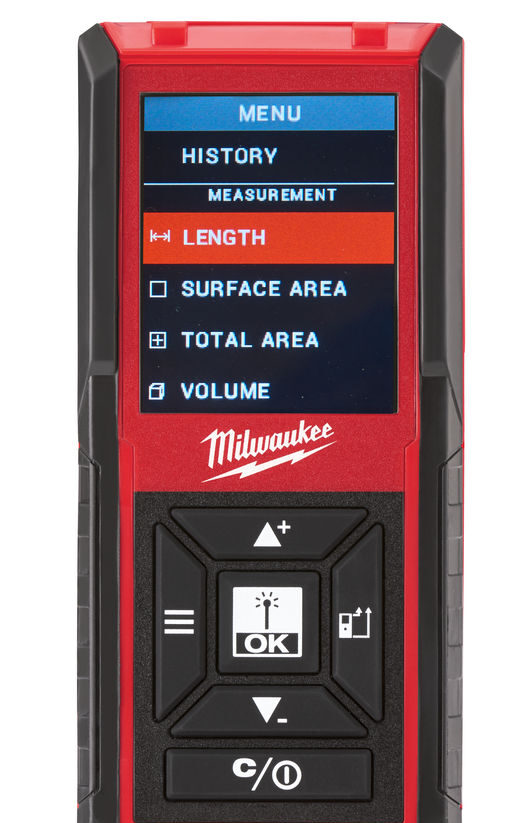 MENU
HISTORY
MEASUREMENT
LENGTH
SURFACE AREA
TOTAL AREA
VOLUME
Milwaukee
+
OK
-
C/